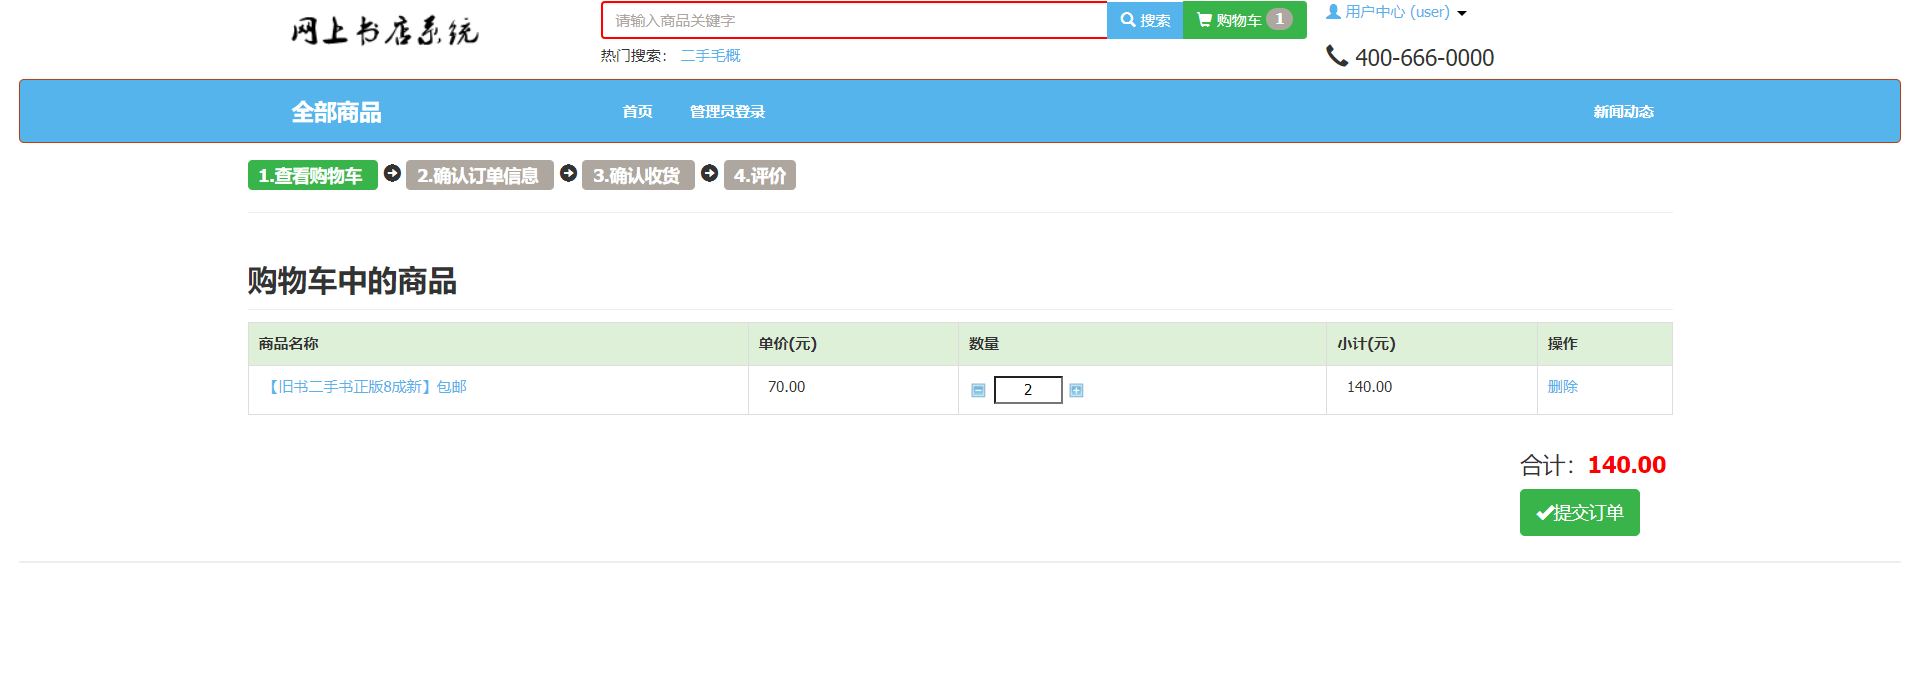 网上书店系统
请输入商品关键字 搜索 购物车 1
用户中心 (user)
热门搜索： 二手毛概
400-666-0000
全部商品 首页 管理员登录 新闻动态
1.查看购物车 2.确认订单信息 3.确认收货 4.评价
购物车中的商品
商品名称 单价(元) 数量 小计(元) 操作
【旧书二手书正版8成新】包邮 70.00 2 140.00 删除
合计：140.00
提交订单